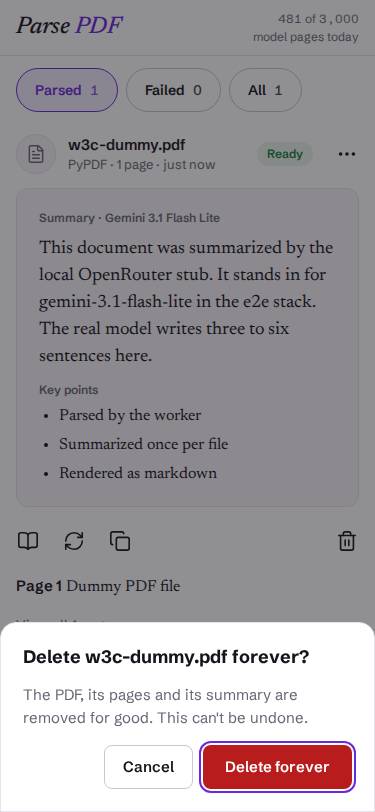 Parse PDF
481 of 3,000
model pages today
Parsed 1
Failed 0
All 1
w3c-dummy.pdf
PyPDF · 1 page · just now
Ready
Summary · Gemini 3.1 Flash Lite
This document was summarized by the
local OpenRouter stub. It stands in for
gemini-3.1-flash-lite in the e2e stack.
The real model writes three to six
sentences here.
Key points
• Parsed by the worker
• Summarized once per file
• Rendered as markdown
Page 1 Dummy PDF file
Delete w3c-dummy.pdf forever?
The PDF, its pages and its summary are
removed for good. This can't be undone.
Cancel
Delete forever